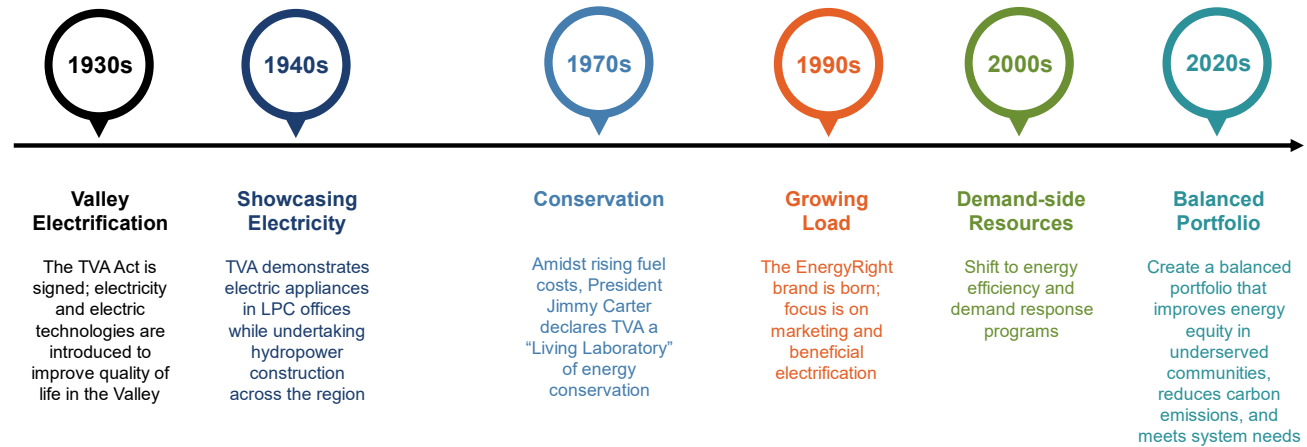 1930s
1940s
1970s
1990s
2000s
2020s
Valley
Electrification
The TVA Act is
signed; electricity
and electric
technologies are
introduced to
improve quality of
life in the Valley
Showcasing
Electricity
TVA demonstrates
electric appliances
in LPC offices
while undertaking
hydropower
construction
across the region
Conservation
Amidst rising fuel
costs, President
Jimmy Carter
declares TVA a
“Living Laboratory”
of energy
conservation
Growing
Load
The EnergyRight
brand is born;
focus is on
marketing and
beneficial
electrification
Demand-side
Resources
Shift to energy
efficiency and
demand response
programs
Balanced
Portfolio
Create a balanced
portfolio that
improves energy
equity in
underserved
communities,
reduces carbon
emissions, and
meets system needs